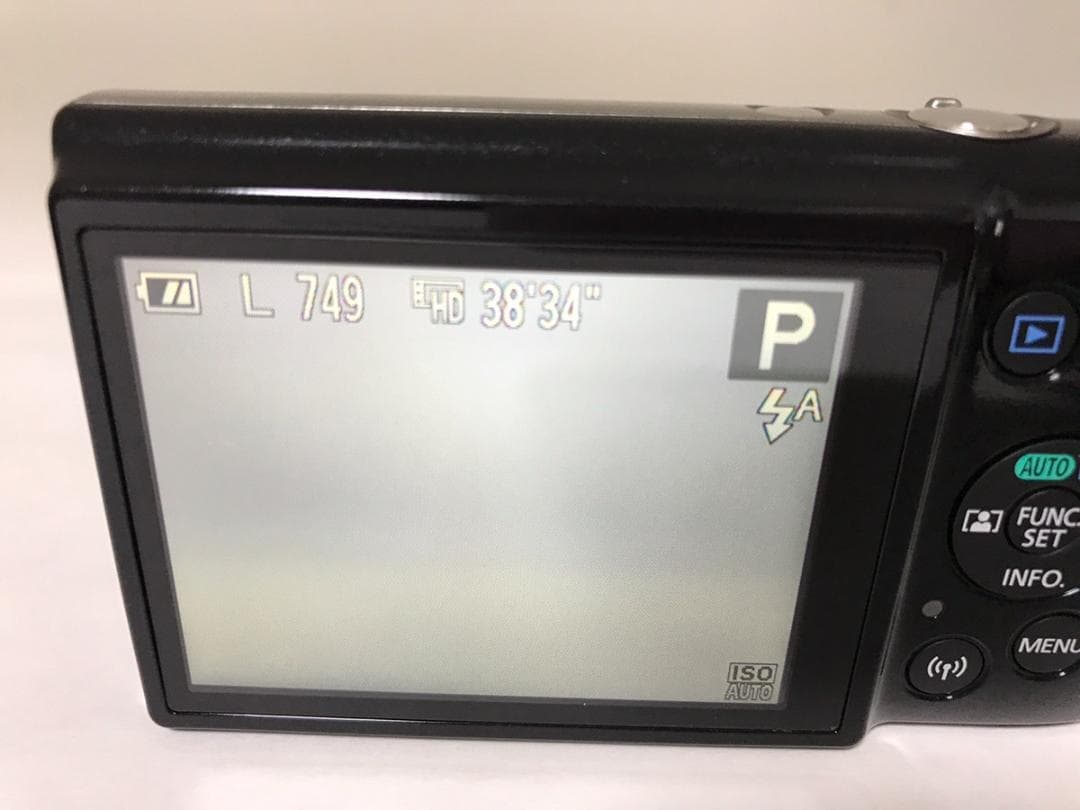 L 749 HD 38'34"
P
A
AUTO
FUNC.
SET
INFO.
MENU
ISO
AUTO